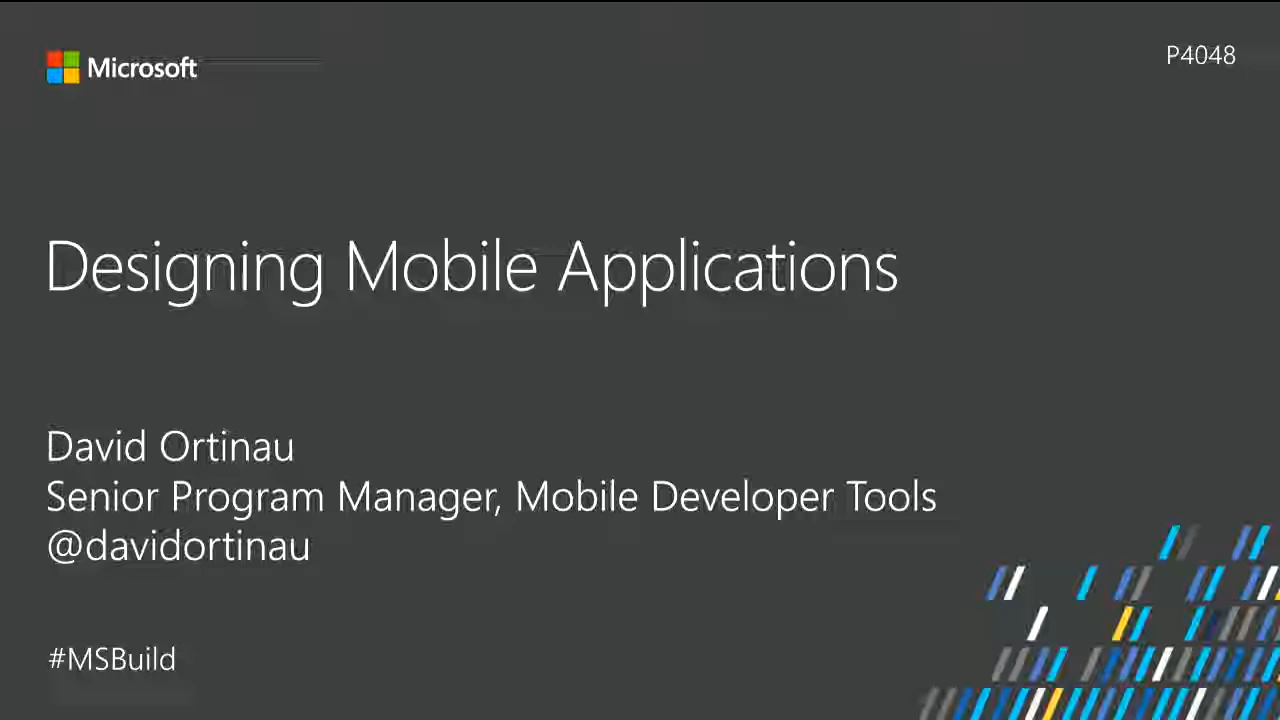 Microsoft
P4048
Designing Mobile Applications
David Ortinau
Senior Program Manager, Mobile Developer Tools
@davidortinau
#MSBuild